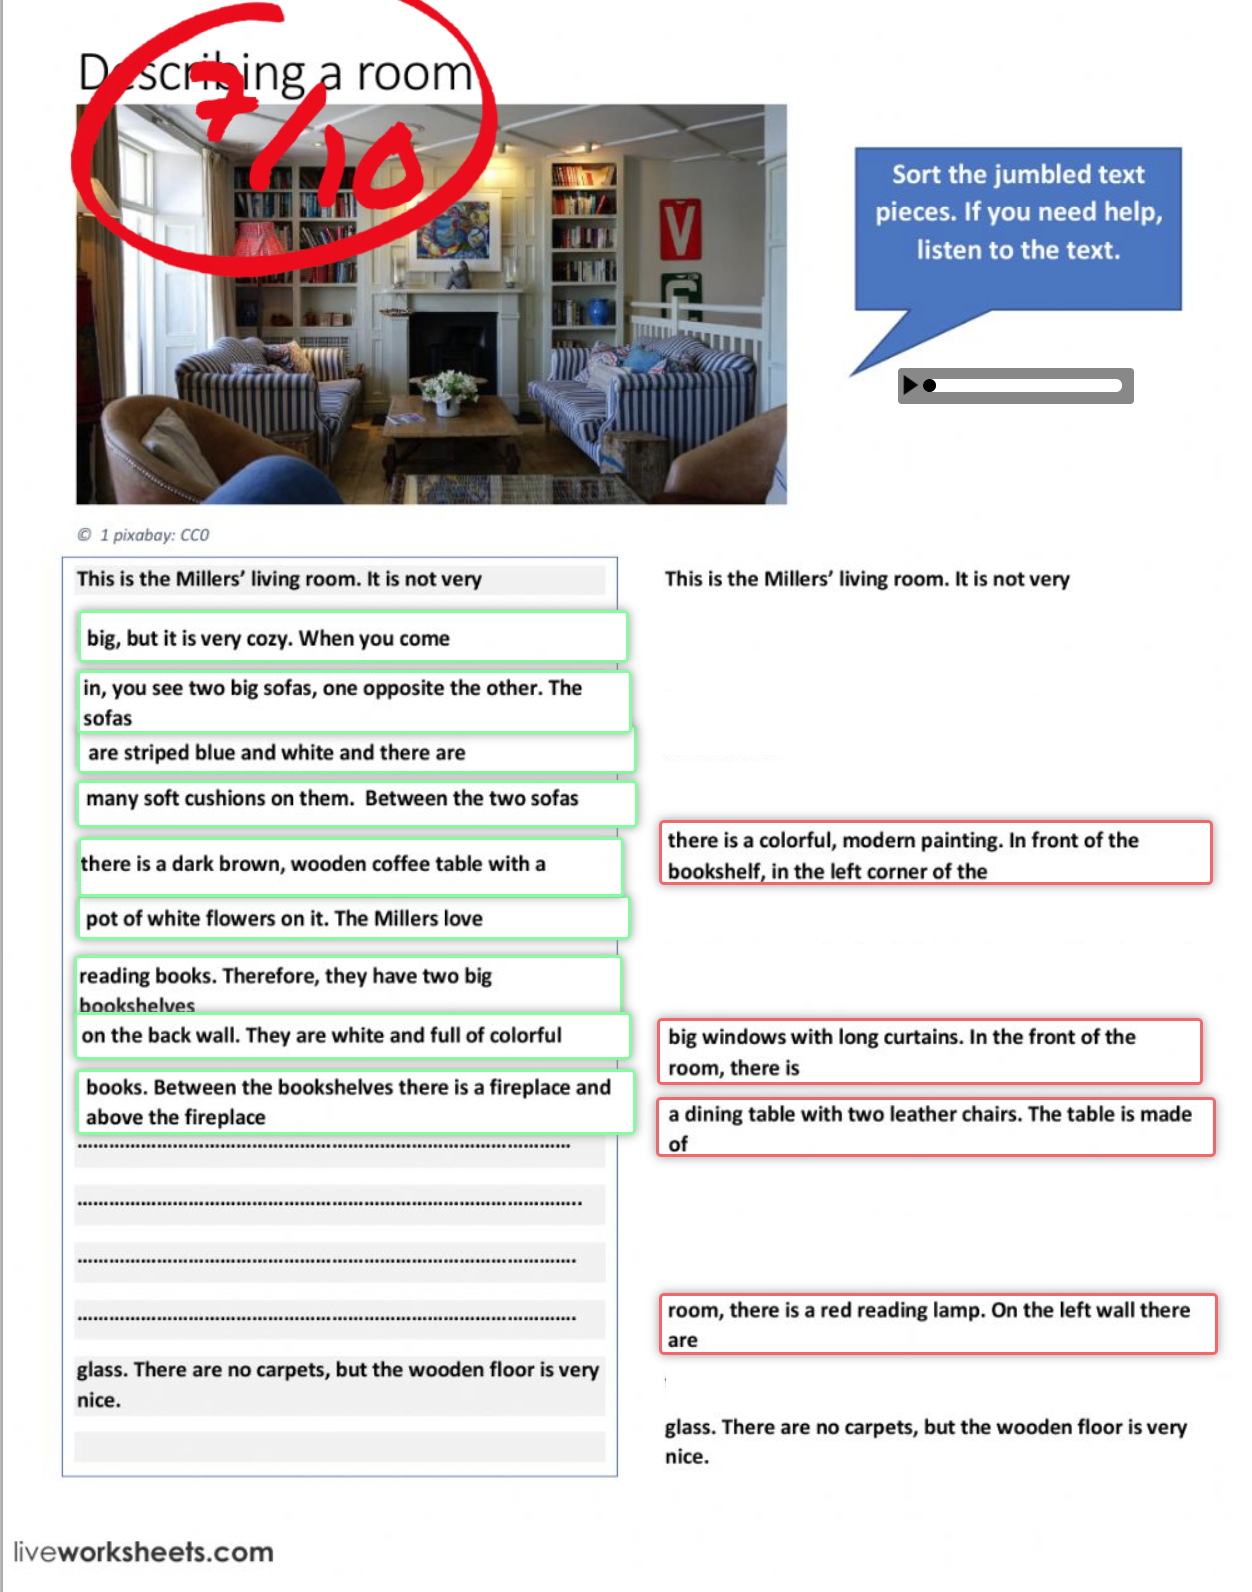 Describing a room
7/10
V
Sort the jumbled text
pieces. If you need help,
listen to the text.
© 1 pixabay: CC0
This is the Millers’ living room. It is not very
big, but it is very cozy. When you come
in, you see two big sofas, one opposite the other. The
sofas
are striped blue and white and there are
many soft cushions on them. Between the two sofas
there is a dark brown, wooden coffee table with a
pot of white flowers on it. The Millers love
reading books. Therefore, they have two big
bookshelves
on the back wall. They are white and full of colorful
books. Between the bookshelves there is a fireplace and
above the fireplace
........................................................................................
........................................................................................
........................................................................................
........................................................................................
glass. There are no carpets, but the wooden floor is very
nice.
This is the Millers’ living room. It is not very
there is a colorful, modern painting. In front of the
bookshelf, in the left corner of the
big windows with long curtains. In the front of the
room, there is
a dining table with two leather chairs. The table is made
of
room, there is a red reading lamp. On the left wall there
are
glass. There are no carpets, but the wooden floor is very
nice.
liveworksheets.com